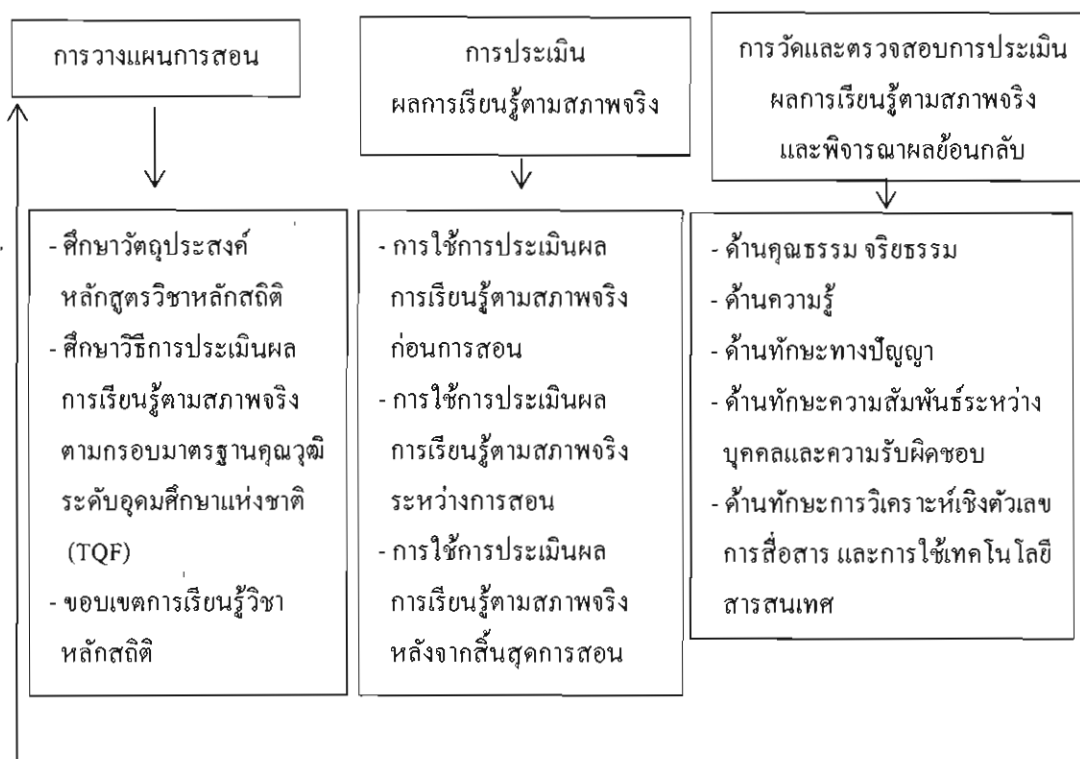 การวางแผนการสอน
การประเมิน
ผลการเรียนรู้ตามสภาพจริง
การวัดและตรวจสอบการประเมิน
ผลการเรียนรู้ตามสภาพจริง
และพิจารณาผลย้อนกลับ
- ศึกษาวัตถุประสงค์
หลักสูตรวิชาหลักสถิติ
- ศึกษาวิธีการประเมินผล
การเรียนรู้ตามสภาพจริง
ตามกรอบมาตรฐานคุณวุฒิ
ระดับอุดมศึกษาแห่งชาติ
(TQF)
- ขอบเขตการเรียนรู้วิชา
หลักสถิติ
- การใช้การประเมินผล
การเรียนรู้ตามสภาพจริง
ก่อนการสอน
- การใช้การประเมินผล
การเรียนรู้ตามสภาพจริง
ระหว่างการสอน
- การใช้การประเมินผล
การเรียนรู้ตามสภาพจริง
หลังจากสิ้นสุดการสอน
- ด้านคุณธรรม จริยธรรม
- ด้านความรู้
- ด้านทักษะทางปัญญา
- ด้านทักษะความสัมพันธ์ระหว่าง
บุคคลและความรับผิดชอบ
- ด้านทักษะการวิเคราะห์เชิงตัวเลข
การสื่อสาร และการใช้เทคโนโลยี
สารสนเทศ